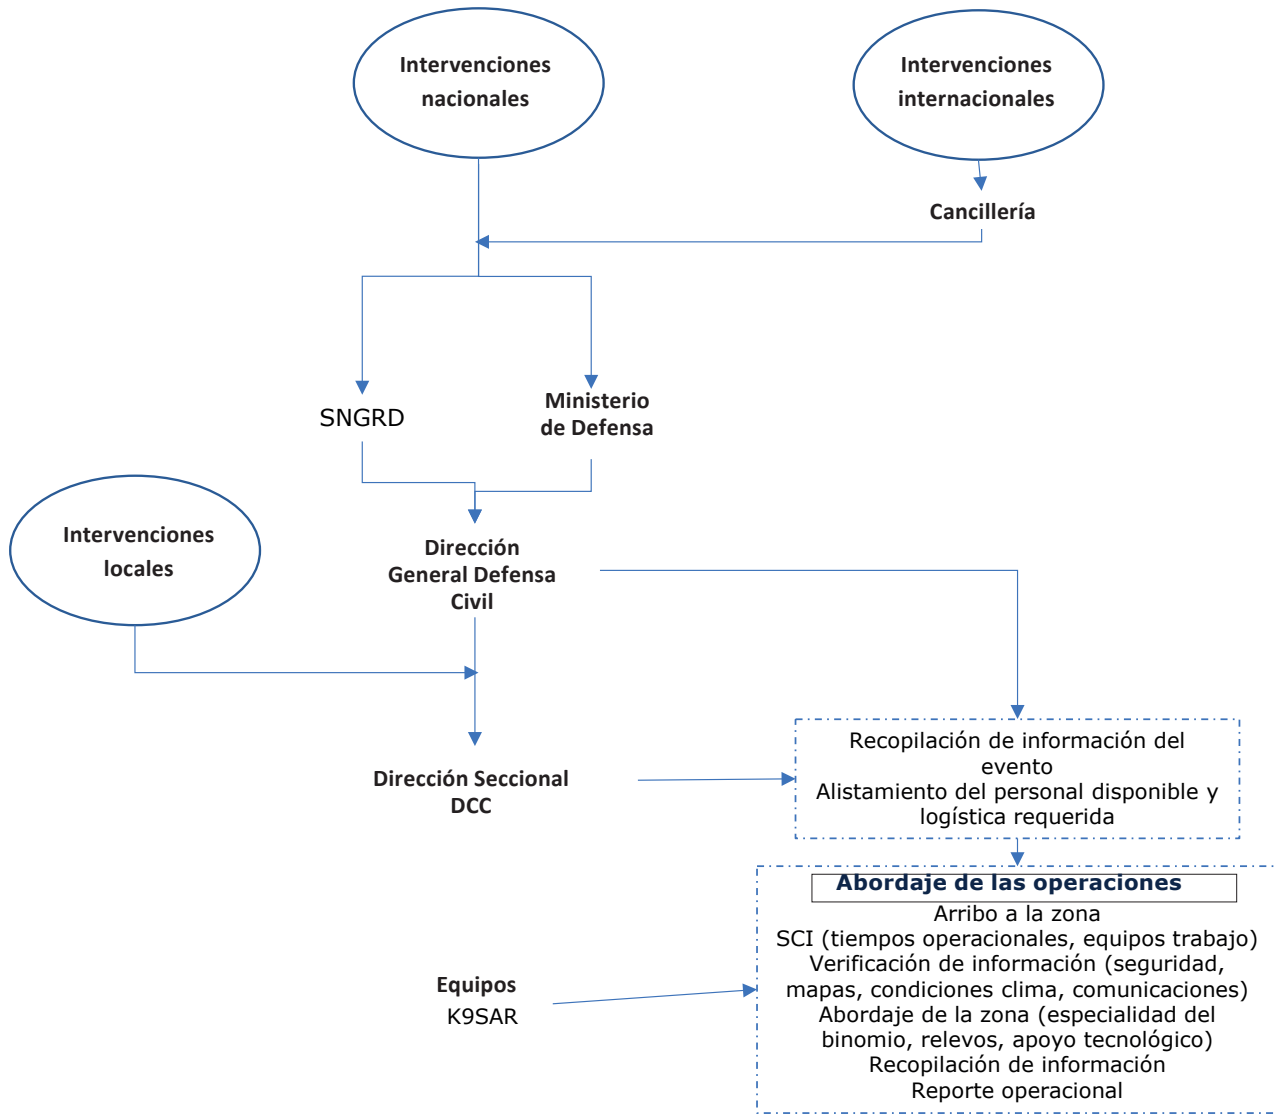 Intervenciones
nacionales
Intervenciones
internacionales
Cancillería
SNGRD
Ministerio
de Defensa
Intervenciones
locales
Dirección
General Defensa
Civil
Dirección Seccional
DCC
Recopilación de información del
evento
Alistamiento del personal disponible y
logística requerida
Abordaje de las operaciones
Arribo a la zona
SCI (tiempos operacionales, equipos trabajo)
Verificación de información (seguridad,
mapas, condiciones clima, comunicaciones)
Abordaje de la zona (especialidad del
binomio, relevos, apoyo tecnológico)
Recopilación de información
Reporte operacional
Equipos
K9SAR